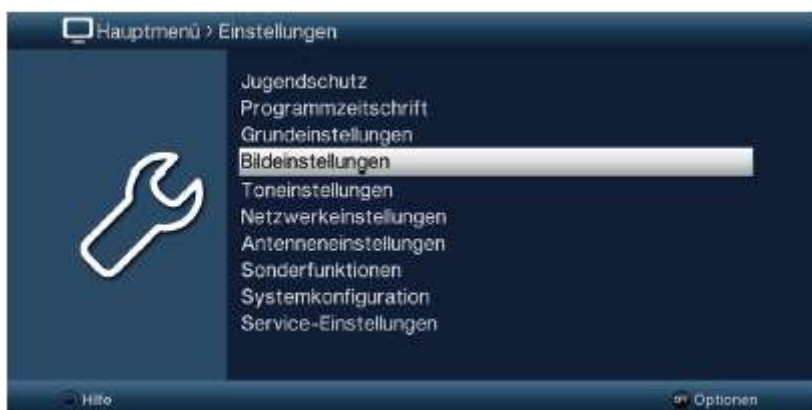 Hauptmenü > Einstellungen
Jugendschutz
Programmzeitschrift
Grundeinstellungen
Bildeinstellungen
Toneinstellungen
Netzwerkeinstellungen
Antenneneinstellungen
Sonderfunktionen
Systemkonfiguration
Service-Einstellungen
Hilfe
Optionen